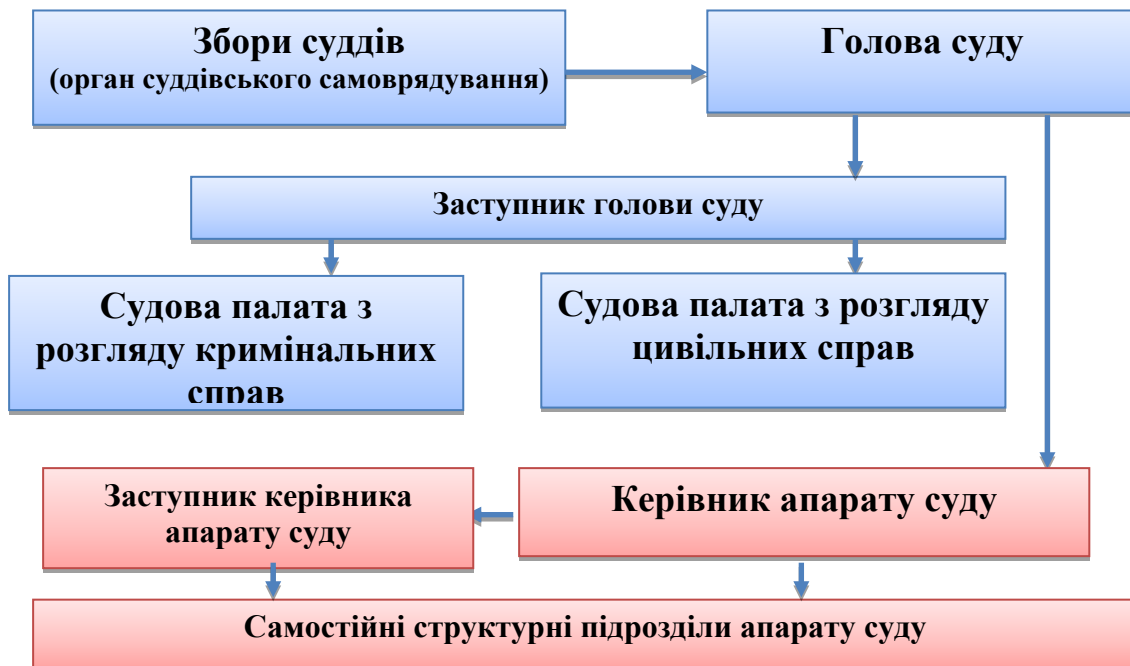 Збори суддів
(орган суддівського самоврядування)
Голова суду
Заступник голови суду
Судова палата з
розгляду кримінальних
справ
Судова палата з розгляду
цивільних справ
Заступник керівника
апарату суду
Керівник апарату суду
Самостійні структурні підрозділи апарату суду